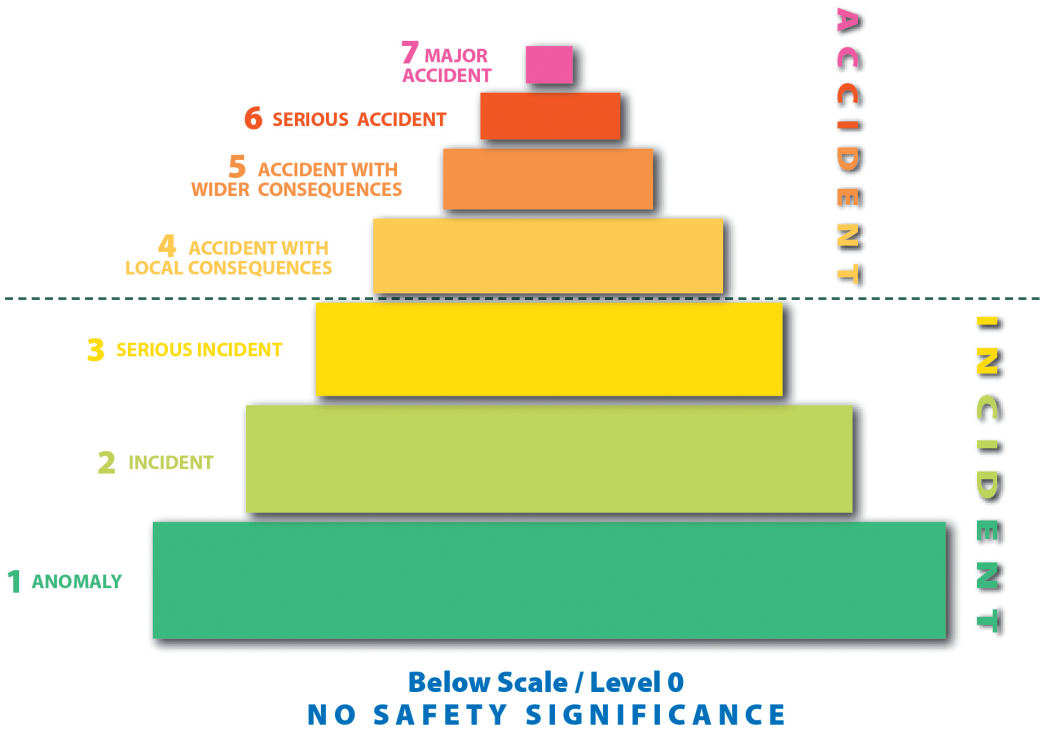 7 MAJOR
ACCIDENT
6 SERIOUS ACCIDENT
5 ACCIDENT WITH
WIDER CONSEQUENCES
4 ACCIDENT WITH
LOCAL CONSEQUENCES
ACCIDENT
3 SERIOUS INCIDENT
2 INCIDENT
1 ANOMALY
INCIDENT
Below Scale / Level 0
NO SAFETY SIGNIFICANCE